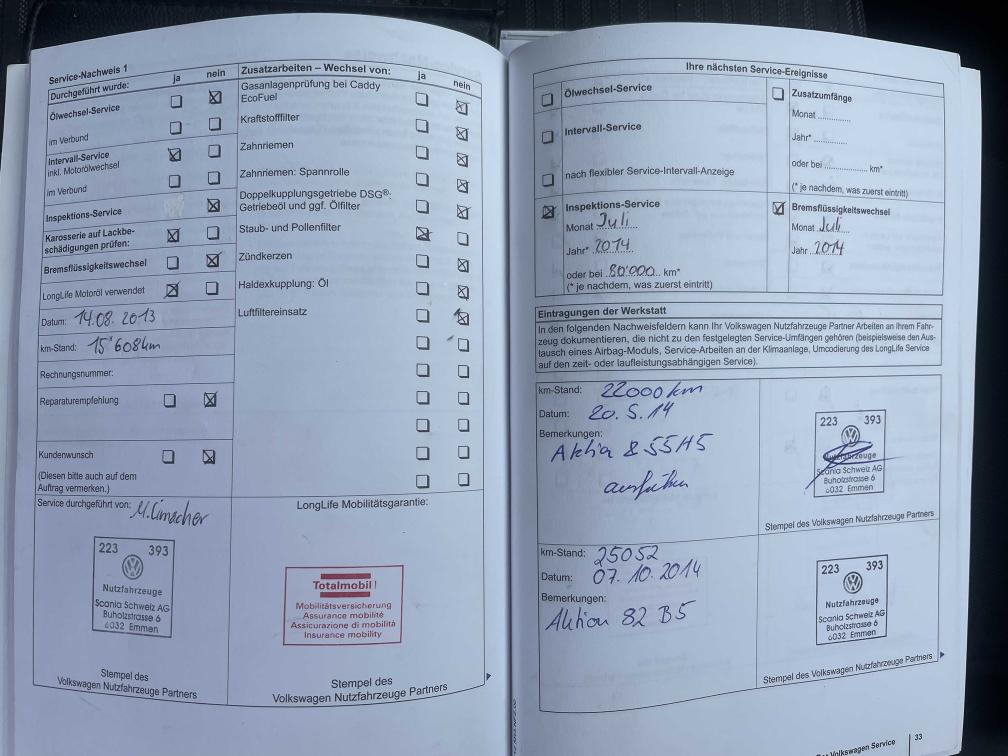 Service-Nachweis 1
Durchgeführt wurde: ja nein
Ölwechsel-Service
im Verbund
Intervall-Service
inkl. Motorölwechsel
im Verbund
Inspektions-Service
Karosserie auf Lackbe-
schädigungen prüfen:
Bremsflüssigkeitswechsel
LongLife Motoröl verwendet
Datum: 14.08.2013
km-Stand: 15'608km
Rechnungsnummer:
Reparaturempfehlung
Kundenwunsch
(Diesen bitte auch auf dem
Auftrag vermerken.)
Service durchgeführt von:
223 393
Nutzfahrzeuge
Scania Schweiz AG
Buholzstrasse 6
6032 Emmen
Stempel des
Volkswagen Nutzfahrzeuge Partners
Zusatzarbeiten – Wechsel von: ja nein
Gasanlagenprüfung bei Caddy
EcoFuel
Kraftstofffilter
Zahnriemen
Zahnriemen: Spannrolle
Doppelkupplungsgetriebe DSG®:
Getriebeöl und ggf. Ölfilter
Staub- und Pollenfilter
Zündkerzen
Haldexkupplung: Öl
Luftfiltereinsatz
LongLife Mobilitätsgarantie:
Totalmobil!
Mobilitätsversicherung
Assurance mobilité
Assicurazione di mobilità
Insurance mobility
Stempel des
Volkswagen Nutzfahrzeuge Partners
Ihre nächsten Service-Ereignisse
Ölwechsel-Service
Intervall-Service
nach flexibler Service-Intervall-Anzeige
Zusatzumfänge
Monat ............
Jahr* ............
oder bei ............ km*
(* je nachdem, was zuerst eintritt)
Inspektions-Service
Monat Juli
Jahr* 2014
oder bei 80'000 km*
(* je nachdem, was zuerst eintritt)
Bremsflüssigkeitswechsel
Monat Juli
Jahr 2014
Eintragungen der Werkstatt
In den folgenden Nachweisfeldern kann Ihr Volkswagen Nutzfahrzeuge Partner Arbeiten an Ihrem Fahr-
zeug dokumentieren, die nicht zu den festgelegten Service-Umfängen gehören (beispielsweise den Aus-
tausch eines Airbag-Moduls, Service-Arbeiten an der Klimaanlage, Umcodierung des LongLife Service
auf den zeit- oder laufleistungsabhängigen Service).
km-Stand: 22000 km
Datum: 20.5.14
Bemerkungen:
Aktion & 55H5
ausführen
223 393
Nutzfahrzeuge
Scania Schweiz AG
Buholzstrasse 6
6032 Emmen
Stempel des Volkswagen Nutzfahrzeuge Partners
km-Stand: 25052
Datum: 07.10.2014
Bemerkungen:
Aktion 82 B5
223 393
Nutzfahrzeuge
Scania Schweiz AG
Buholzstrasse 6
6032 Emmen
Stempel des Volkswagen Nutzfahrzeuge Partners
Volkswagen Service 33